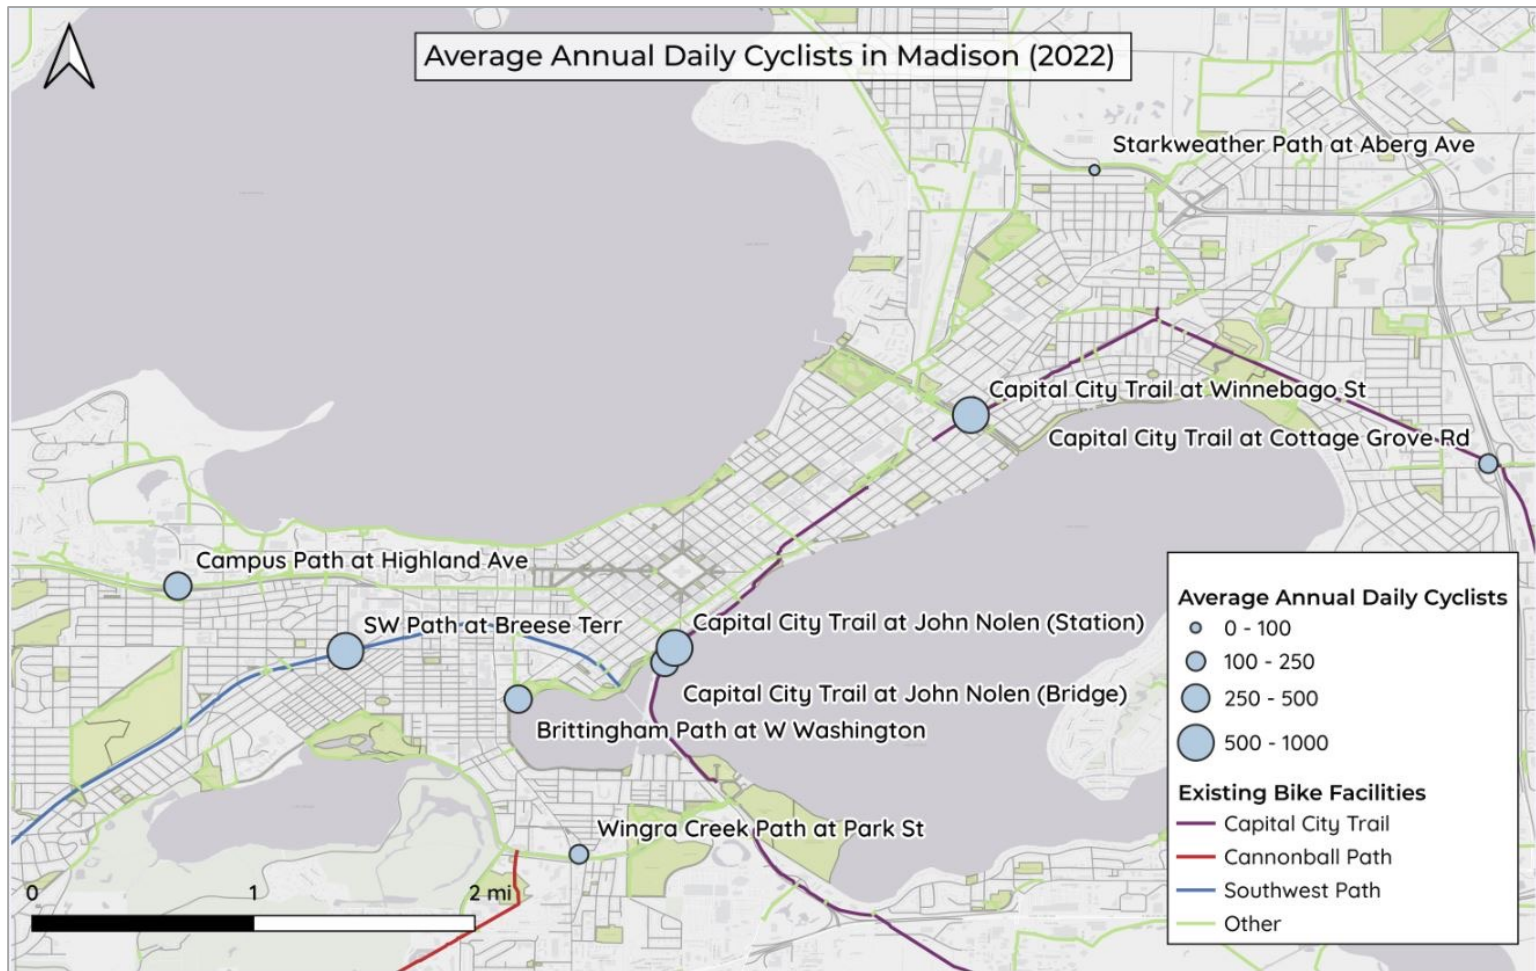 Average Annual Daily Cyclists in Madison (2022)
Starkweather Path at Aberg Ave
Capital City Trail at Winnebago St
Capital City Trail at Cottage Grove Rd
Campus Path at Highland Ave
SW Path at Breese Terr
Capital City Trail at John Nolen (Station)
Capital City Trail at John Nolen (Bridge)
Brittingham Path at W Washington
Wingra Creek Path at Park St
0 1 2 mi
Average Annual Daily Cyclists
0 - 100
100 - 250
250 - 500
500 - 1000
Existing Bike Facilities
Capital City Trail
Cannonball Path
Southwest Path
Other